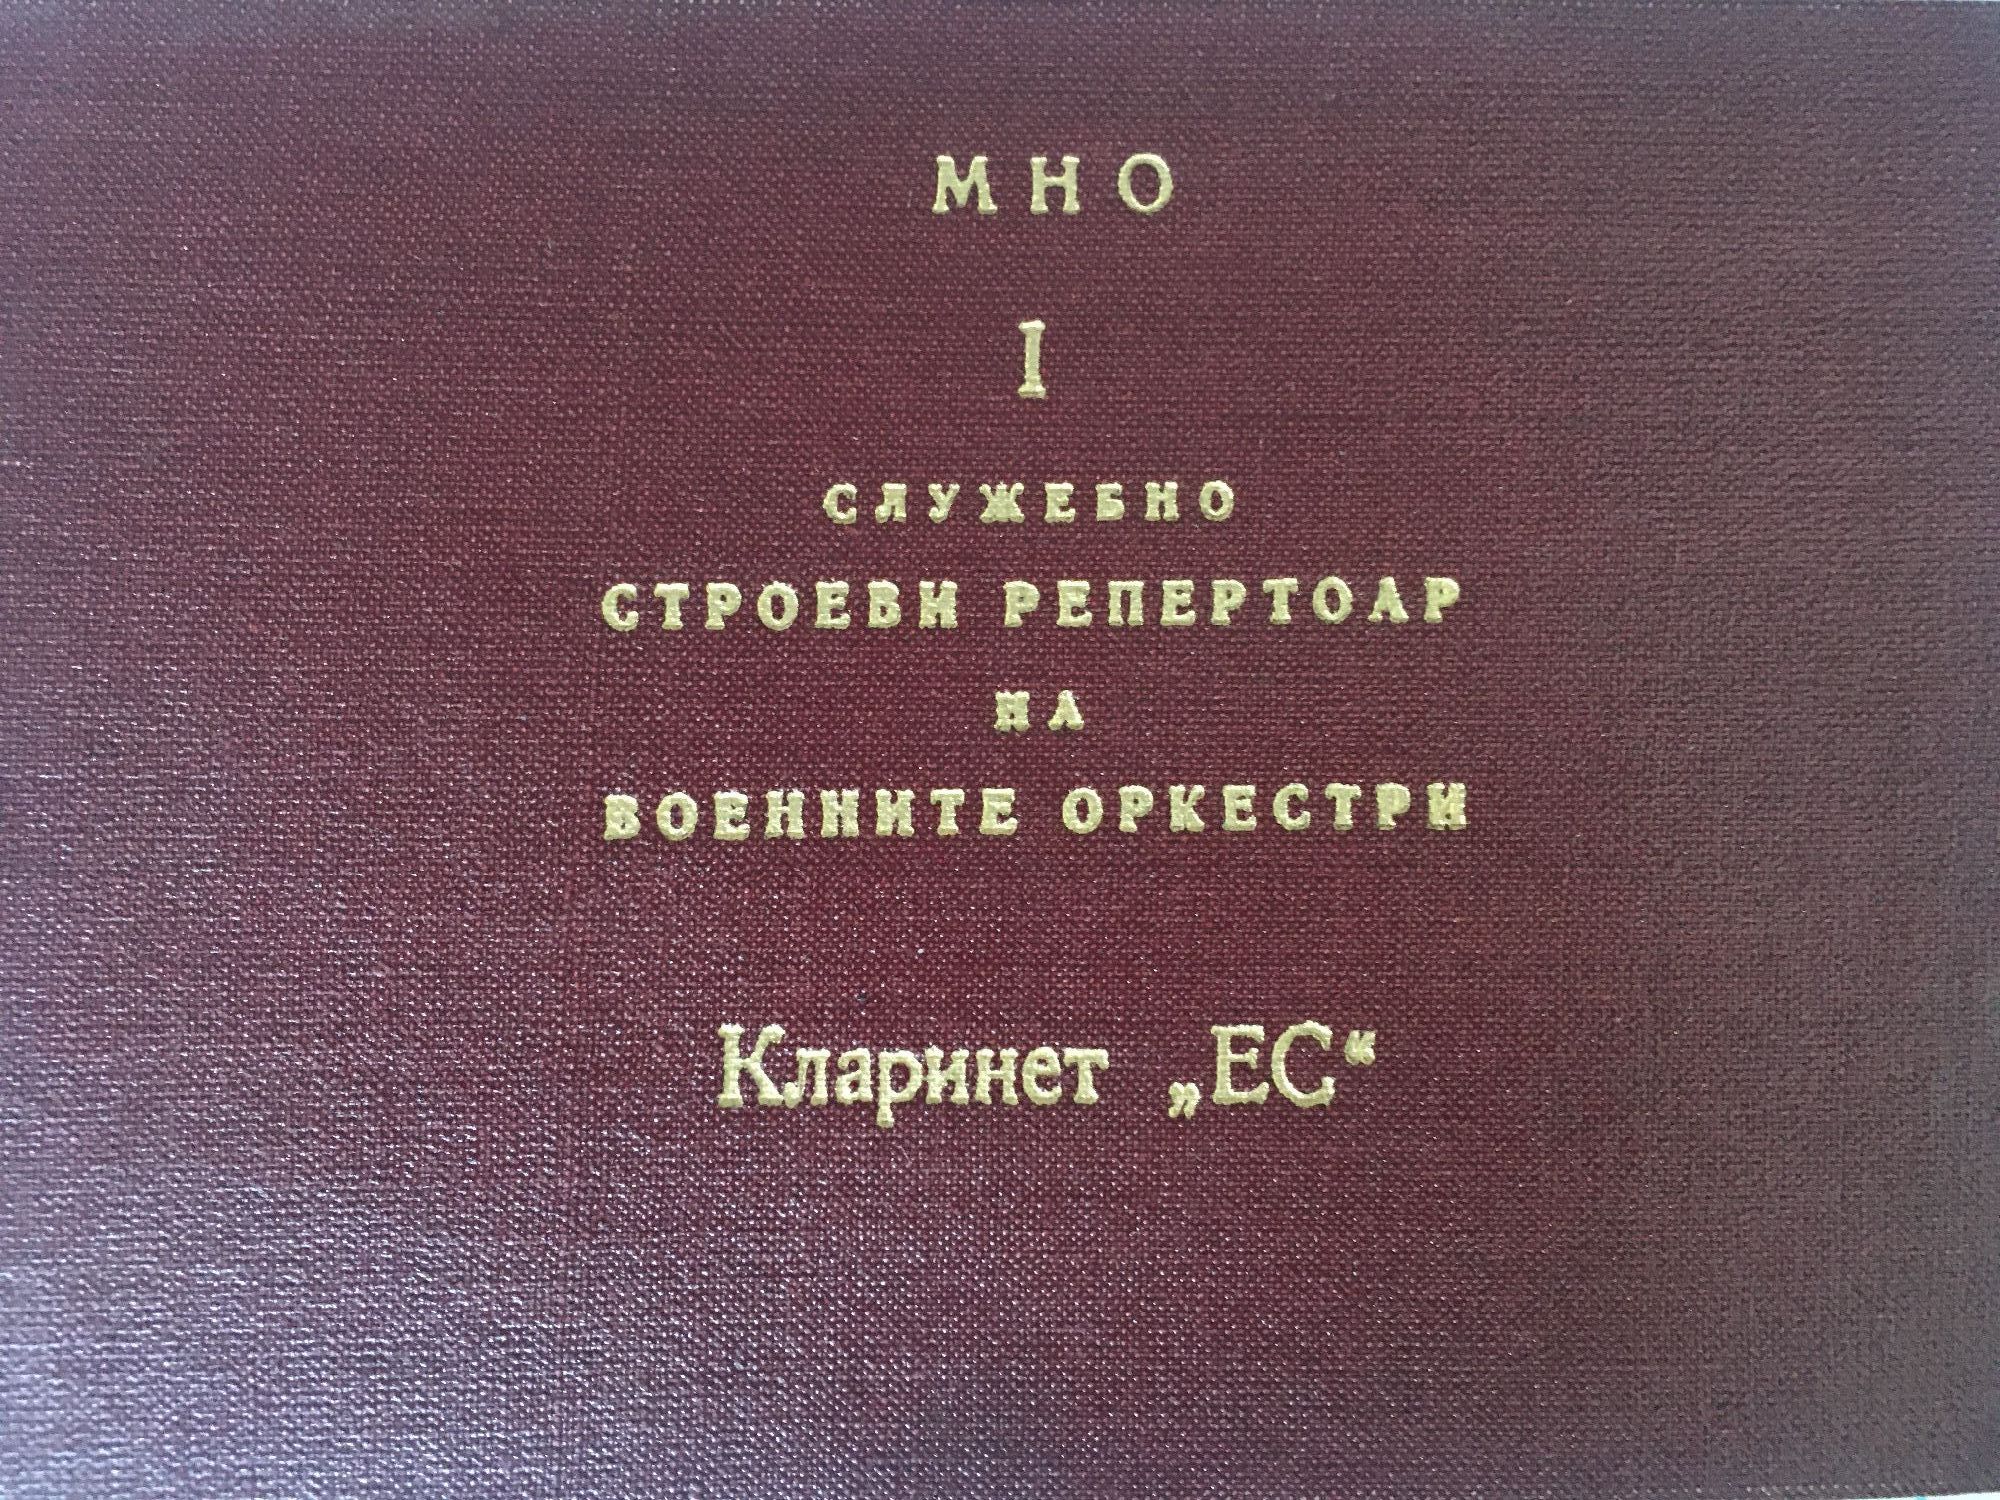 МНО
I
СЛУЖЕБНО
СТРОЕВИ РЕПЕРТОАР
НА
ВОЕННИТЕ ОРКЕСТРИ
Кларинет „ЕС“